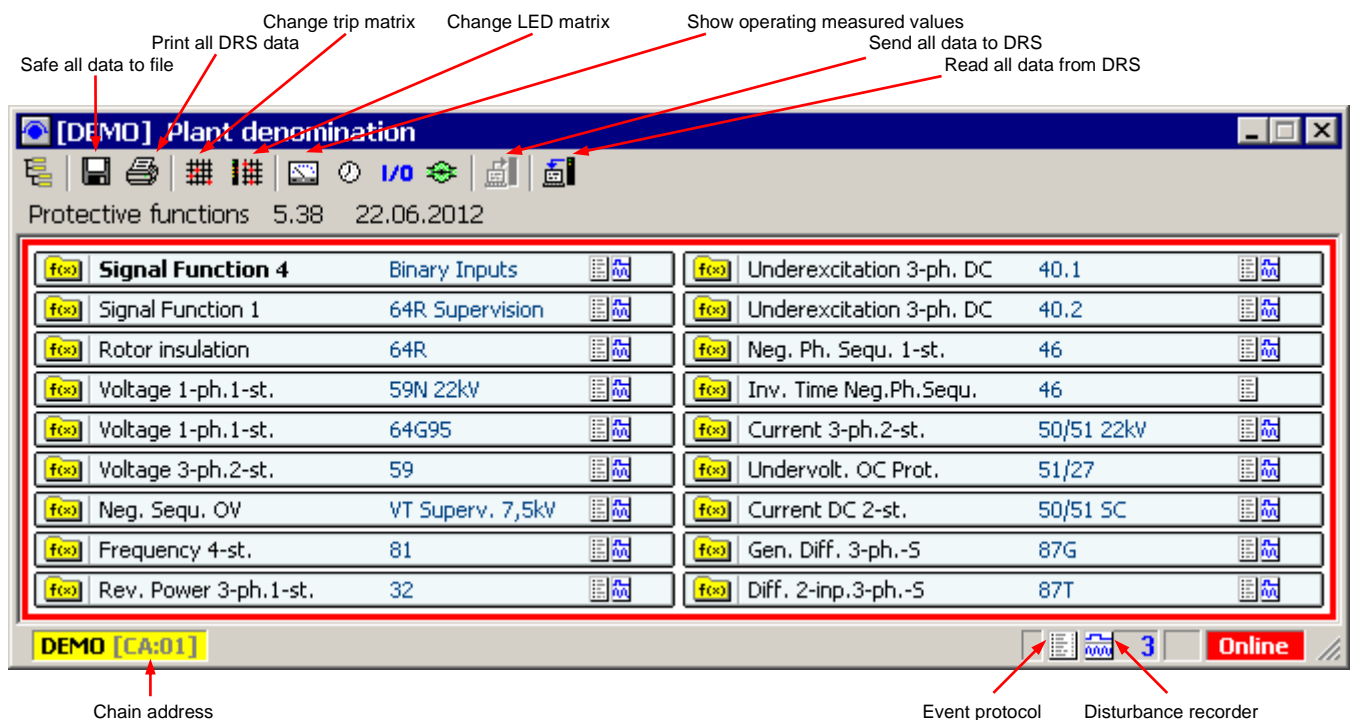 Change trip matrix Change LED matrix Show operating measured values
Print all DRS data Send all data to DRS
Safe all data to file Read all data from DRS
[DEMO] Plant denomination
I/O
Protective functions 5.38 22.06.2012
f(x) Signal Function 4 Binary Inputs
f(x) Signal Function 1 64R Supervision
f(x) Rotor insulation 64R
f(x) Voltage 1-ph.1-st. 59N 22kV
f(x) Voltage 1-ph.1-st. 64G95
f(x) Voltage 3-ph.2-st. 59
f(x) Neg. Sequ. OV VT Superv. 7,5kV
f(x) Frequency 4-st. 81
f(x) Rev. Power 3-ph.1-st. 32
f(x) Underexcitation 3-ph. DC 40.1
f(x) Underexcitation 3-ph. DC 40.2
f(x) Neg. Ph. Sequ. 1-st. 46
f(x) Inv. Time Neg.Ph.Sequ. 46
f(x) Current 3-ph.2-st. 50/51 22kV
f(x) Undervolt. OC Prot. 51/27
f(x) Current DC 2-st. 50/51 SC
f(x) Gen. Diff. 3-ph.-S 87G
f(x) Diff. 2-inp.3-ph.-S 87T
DEMO [CA:01] 3 Online
Chain address Event protocol Disturbance recorder